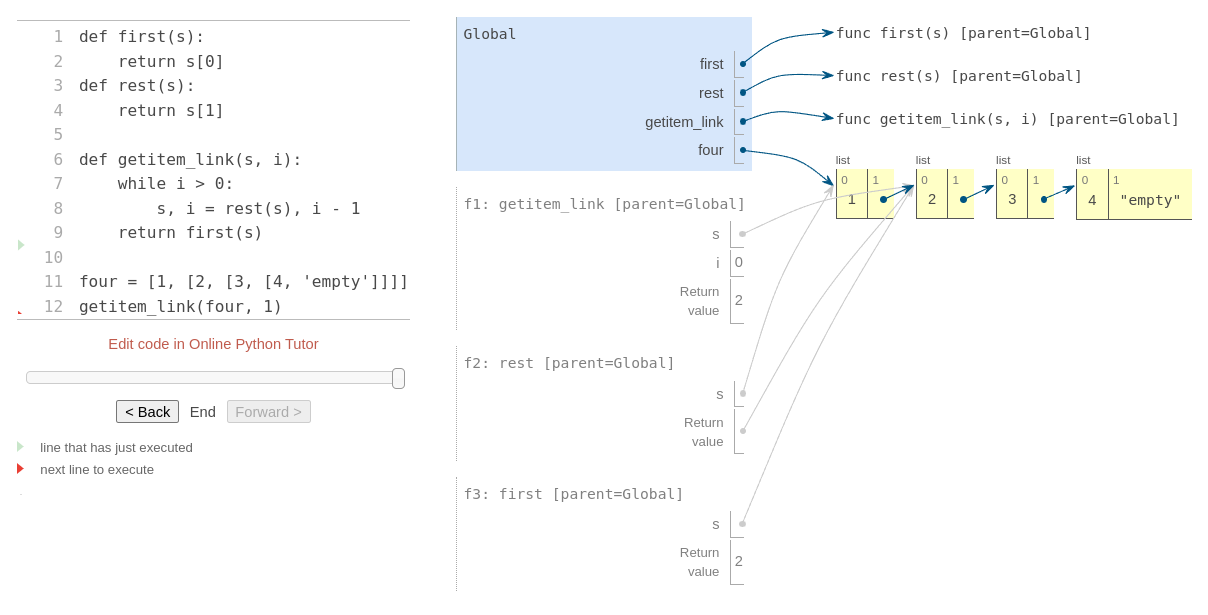 1 def first(s):
2     return s[0]
3 def rest(s):
4     return s[1]
5
6 def getitem_link(s, i):
7     while i > 0:
8         s, i = rest(s), i - 1
9     return first(s)
10
11 four = [1, [2, [3, [4, 'empty']]]]
12 getitem_link(four, 1)
Edit code in Online Python Tutor
< Back End Forward >
line that has just executed
next line to execute
Global
first
rest
getitem_link
four
func first(s) [parent=Global]
func rest(s) [parent=Global]
func getitem_link(s, i) [parent=Global]
list list list list
0 1 0 1 0 1 0 1
1 2 3 4 "empty"
f1: getitem_link [parent=Global]
s
i 0
Return
value 2
f2: rest [parent=Global]
s
Return
value
f3: first [parent=Global]
s
Return
value 2